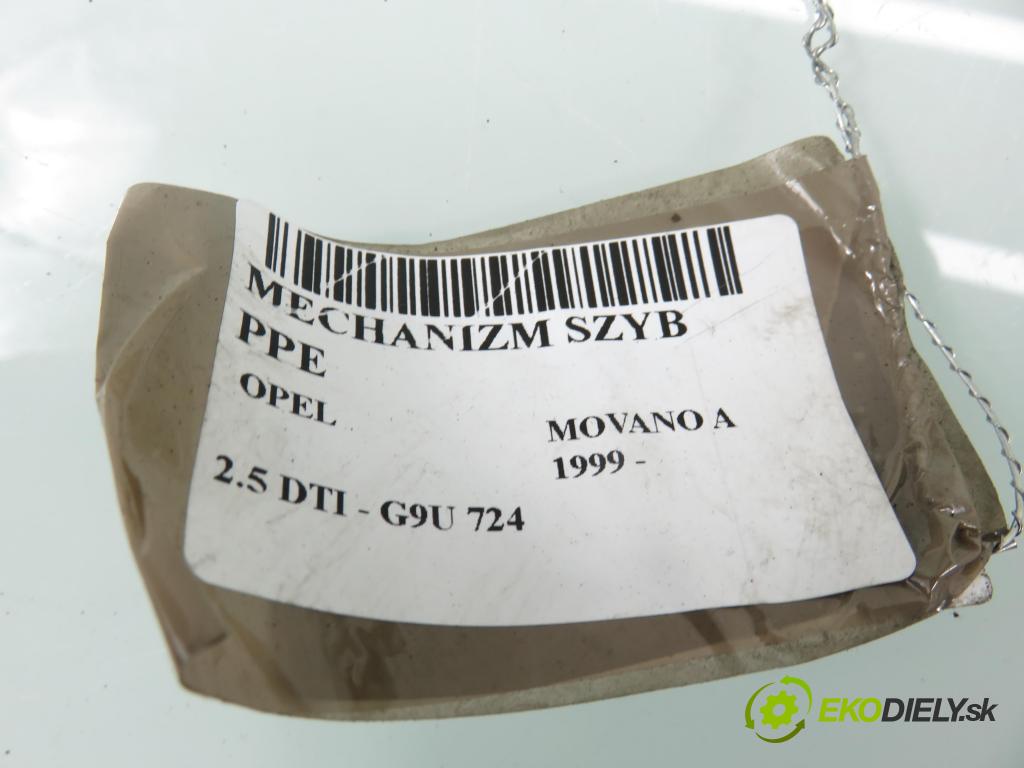 MECHANIZM SZYB
PPE
OPEL
MOVANO A
1999 -
2.5 DTI - G9U 724
EKODIELY.sk